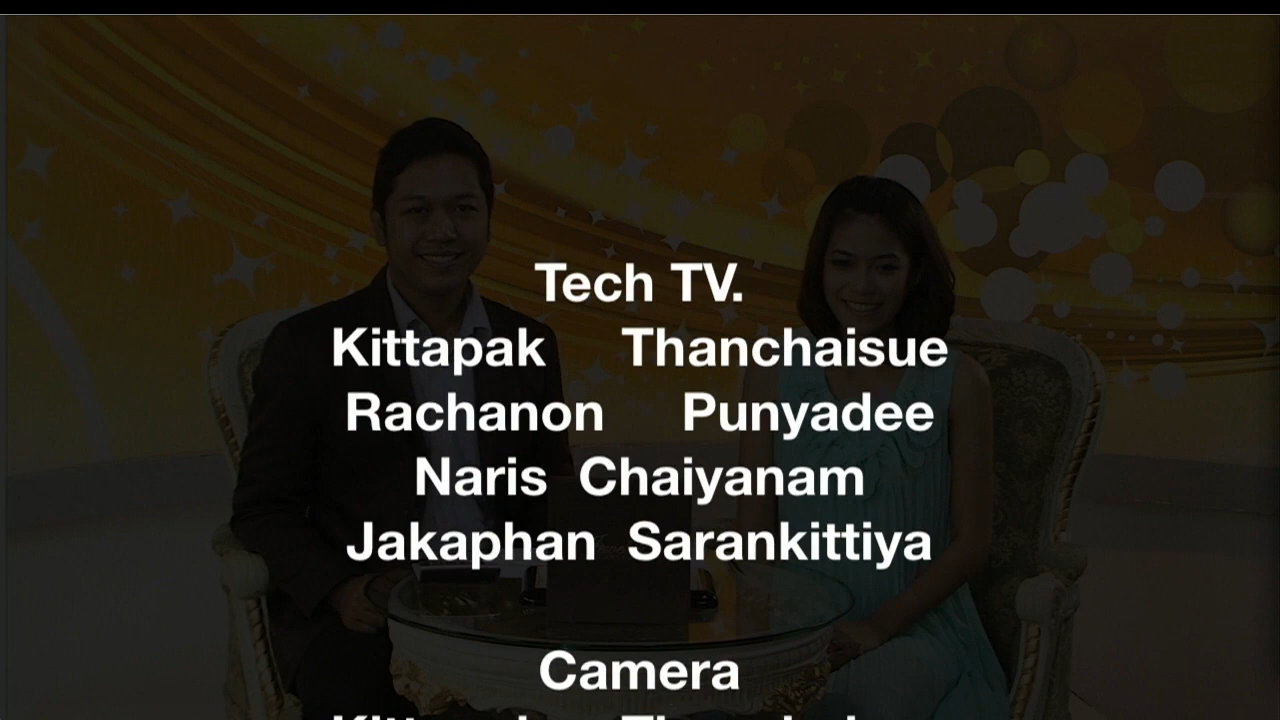 Tech TV.
Kittapak Thanchaisue
Rachanon Punyadee
Naris Chaiyanam
Jakaphan Sarankittiya
Camera